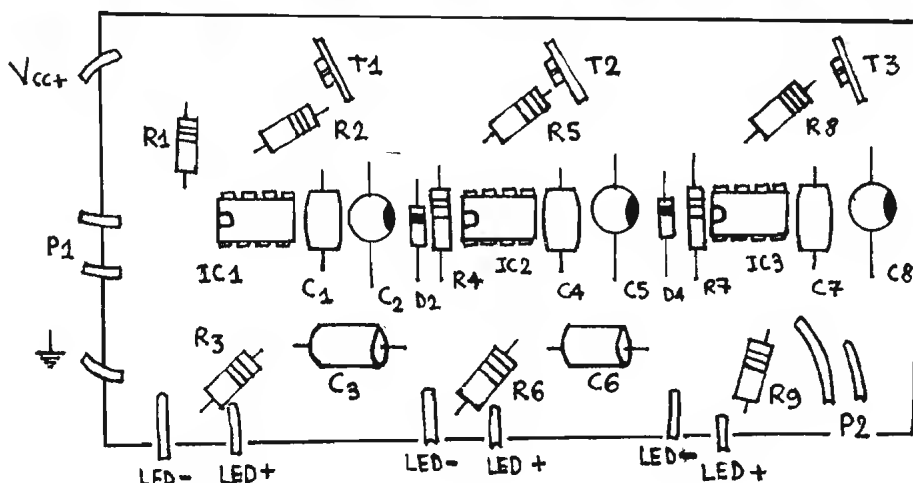 Vcc+
T1
T2
T3
R1
R2
R5
R8
P1
IC1
C1
C2
D2
R4
IC2
C4
C5
D4
R7
IC3
C7
C8
R3
C3
R6
C6
R9
P2
LED-
LED+
LED-
LED+
LED+-
LED+